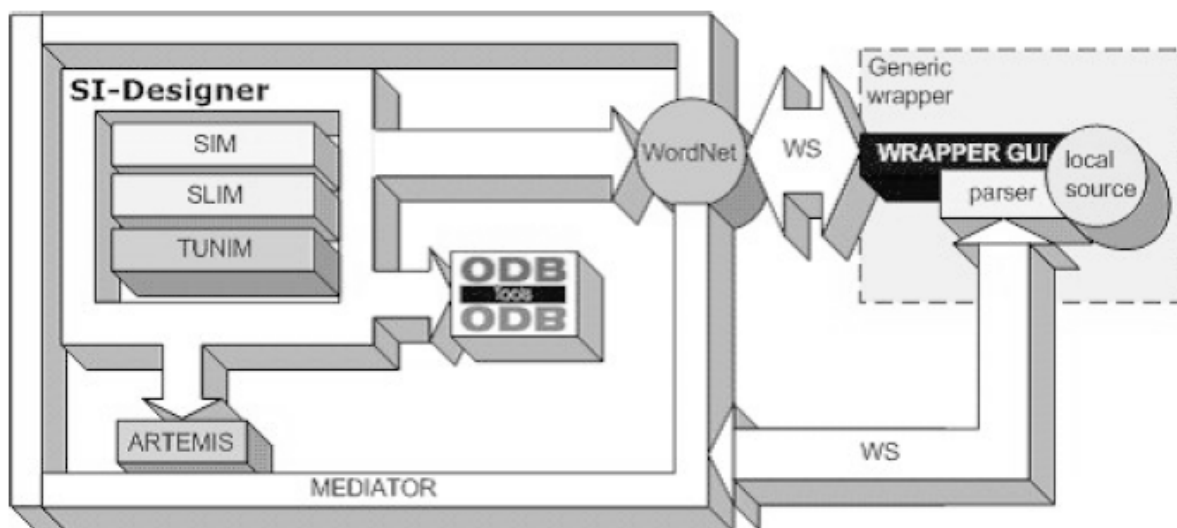 SI-Designer
SIM
SLIM
TUNIM
WordNet
WS
Generic
wrapper
WRAPPER GUI
local
source
parser
ODB
Tools
ODB
ARTEMIS
WS
MEDIATOR